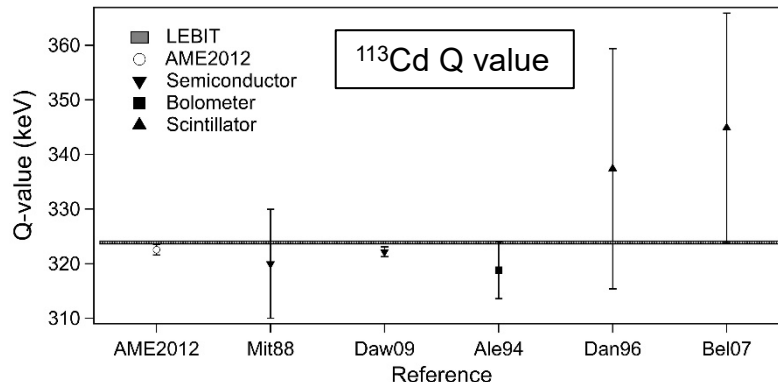 ¹¹³Cd Q value
LEBIT
AME2012
Semiconductor
Bolometer
Scintillator
Q-value (keV)
360
350
340
330
320
310
AME2012 Mit88 Daw09 Ale94 Dan96 Bel07
Reference